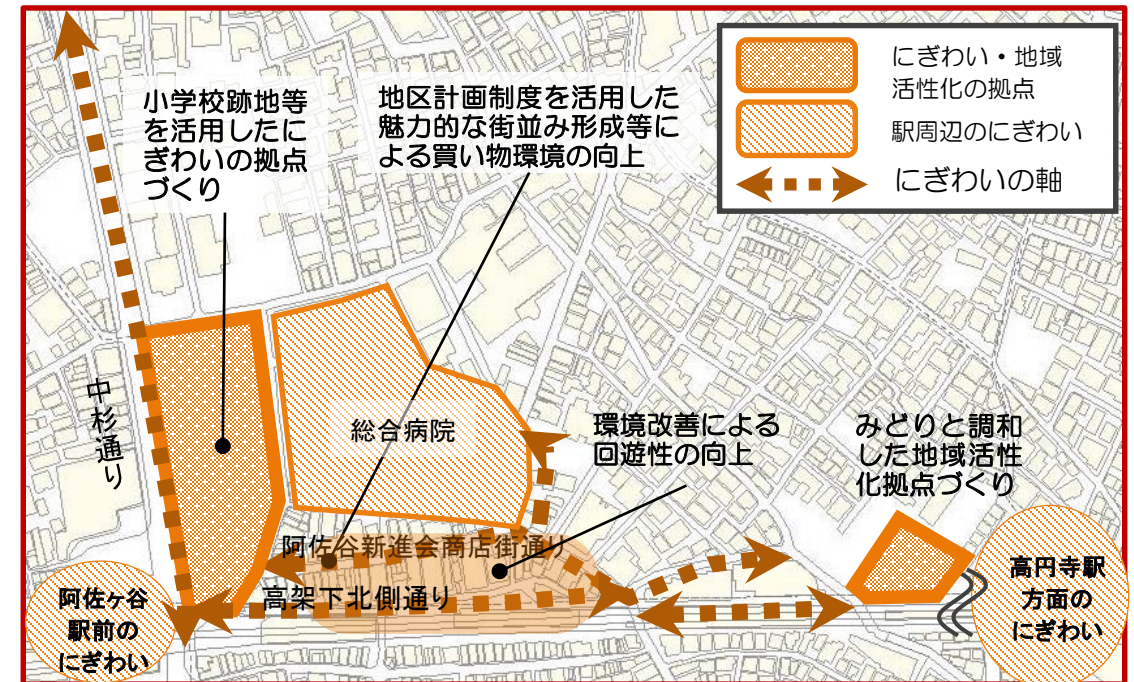 小学校跡地等
を活用したに
ぎわいの拠点
づくり
地区計画制度を活用した
魅力的な街並み形成等に
よる買い物環境の向上
にぎわい・地域
活性化の拠点
駅周辺のにぎわい
にぎわいの軸
中杉通り
総合病院
環境改善による
回遊性の向上
みどりと調和
した地域活性
化拠点づくり
阿佐谷新進会商店街通り
高架下北側通り
阿佐ヶ谷
駅前の
にぎわい
高円寺駅
方面の
にぎわい